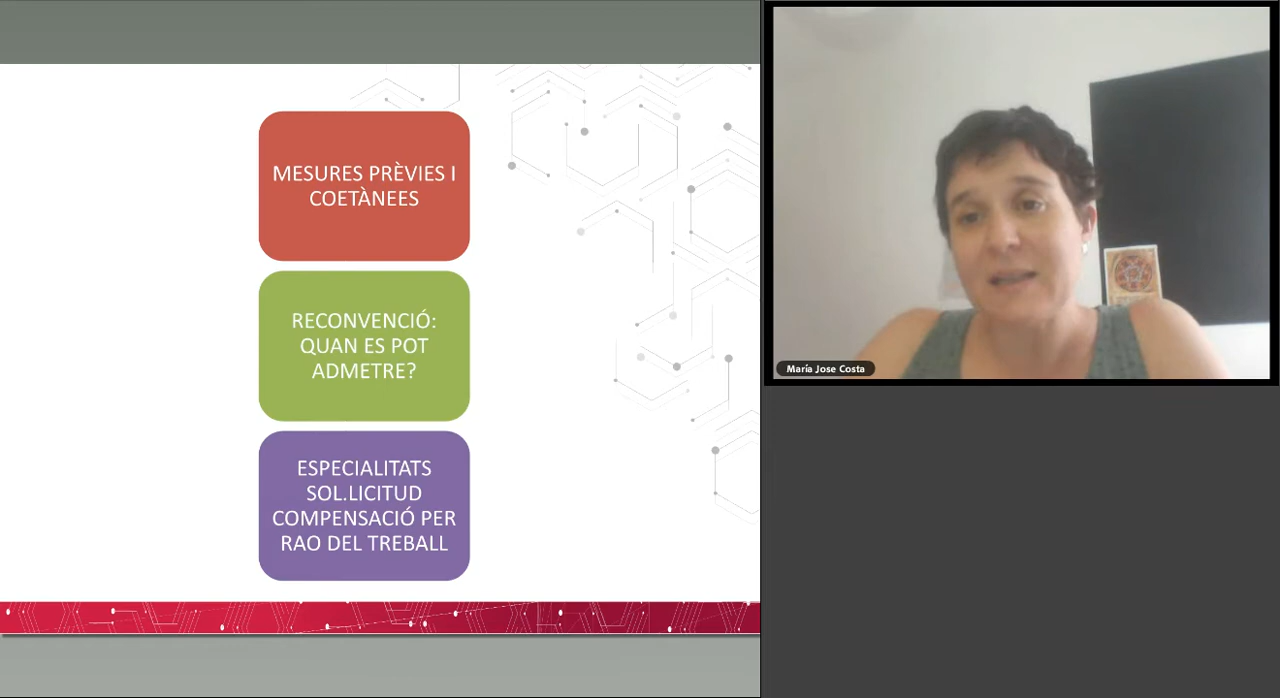 MESURES PRÈVIES I
COETÀNEES
RECONVENCIÓ:
QUAN ES POT
ADMETRE?
ESPECIALITATS
SOL.LICITUD
COMPENSACIÓ PER
RAO DEL TREBALL
María Jose Costa